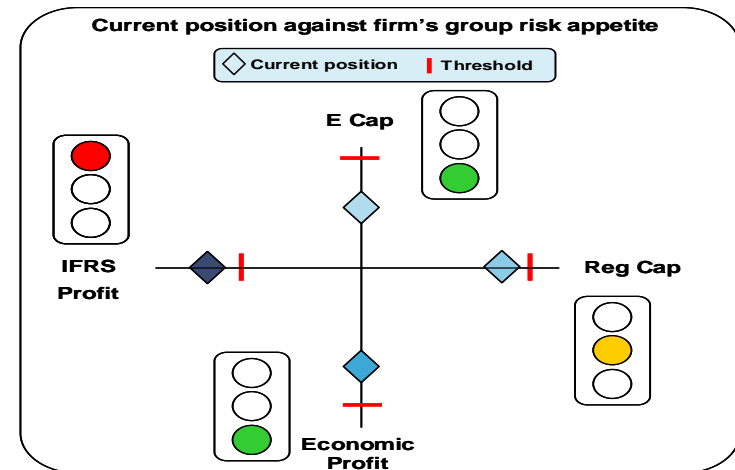 Current position against firm's group risk appetite
Current position
Threshold
E Cap
IFRS
Profit
Reg Cap
Economic
Profit